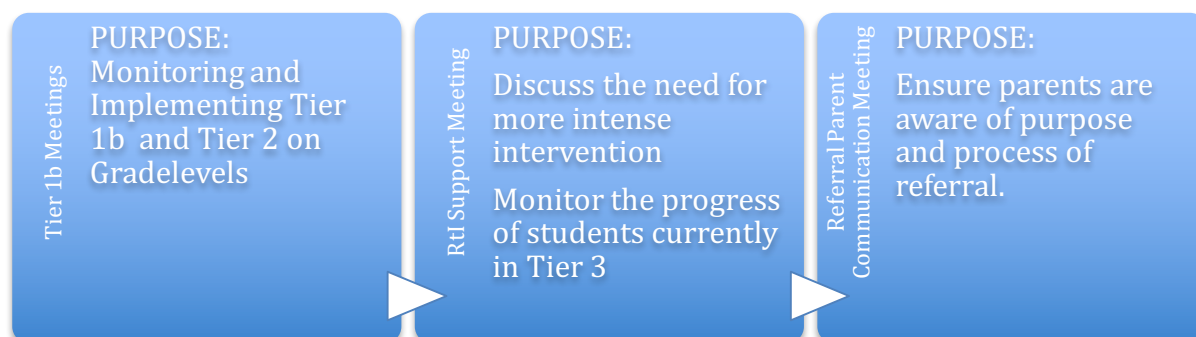 Tier 1b Meetings
PURPOSE:
Monitoring and
Implementing Tier
1b and Tier 2 on
Gradelevels
RtI Support Meeting
PURPOSE:
Discuss the need for
more intense
intervention
Monitor the progress
of students currently
in Tier 3
Referral Parent
Communication Meeting
PURPOSE:
Ensure parents are
aware of purpose
and process of
referral.